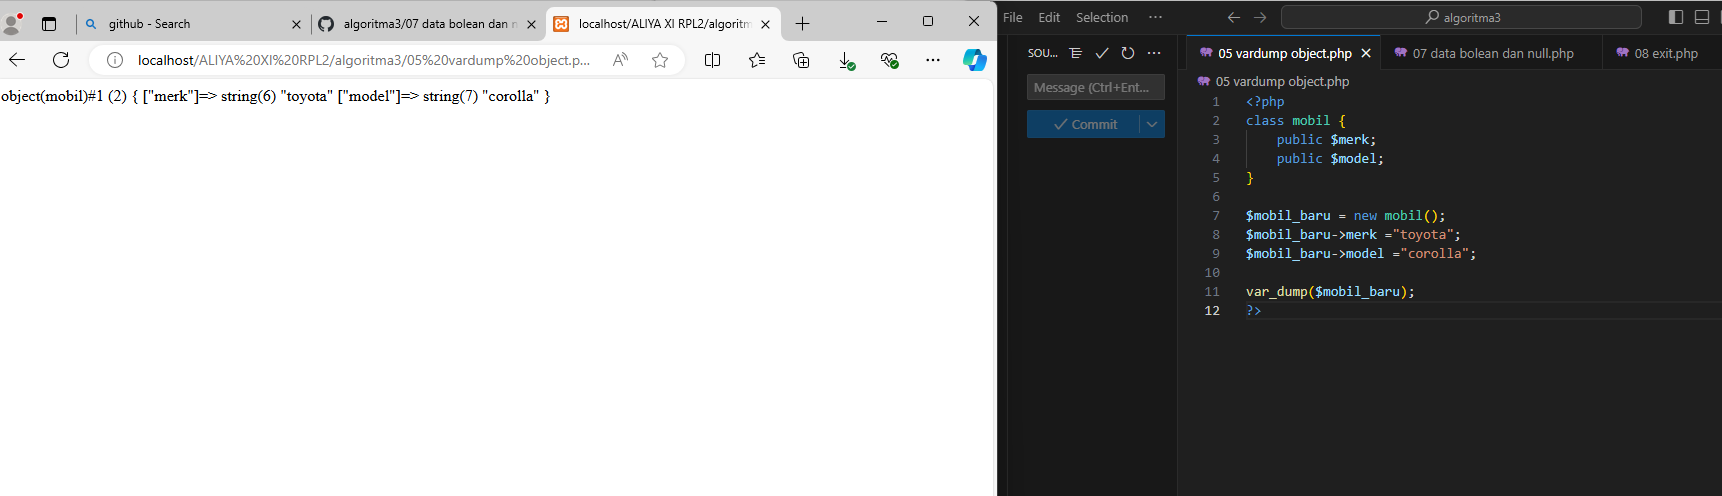 github - Search
algoritma3/07 data bolean dan n
localhost/ALIYA XI RPL2/algoritm
localhost/ALIYA%20XI%20RPL2/algoritma3/05%20vardump%20object.p...
object(mobil)#1 (2) { ["merk"]=> string(6) "toyota" ["model"]=> string(7) "corolla" }
File Edit Selection ...
algoritma3
SOU...
Message (Ctrl+Ent...
Commit
05 vardump object.php
07 data bolean dan null.php
08 exit.php
05 vardump object.php
1 <?php
2 class mobil {
3 public $merk;
4 public $model;
5 }
6
7 $mobil_baru = new mobil();
8 $mobil_baru->merk ="toyota";
9 $mobil_baru->model ="corolla";
10
11 var_dump($mobil_baru);
12 ?>